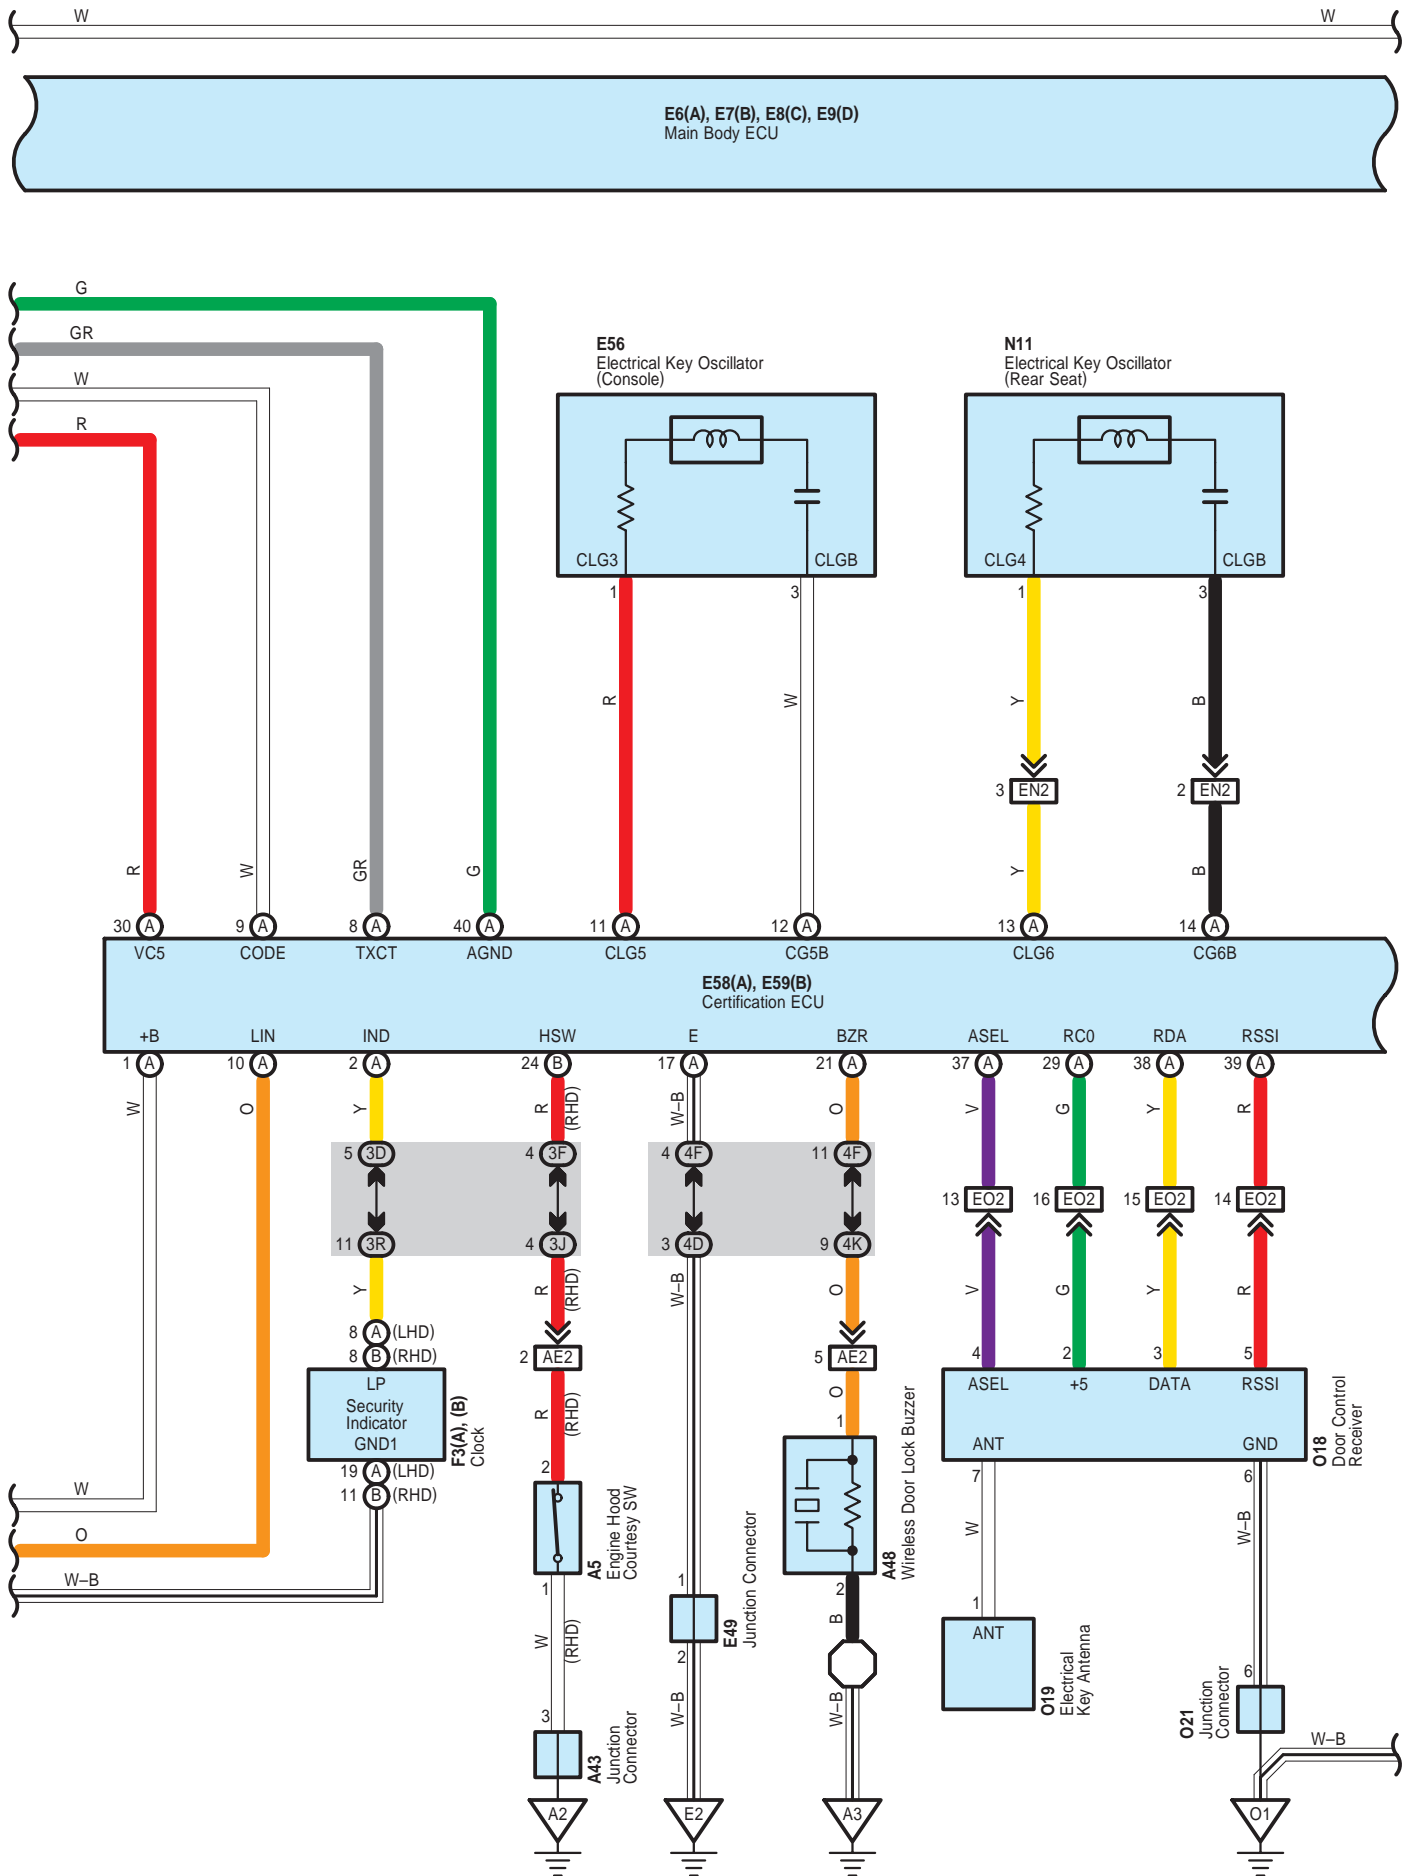 W W
E6(A), E7(B), E8(C), E9(D)
Main Body ECU
G
GR
W
R
E56
Electrical Key Oscillator
(Console)
N11
Electrical Key Oscillator
(Rear Seat)
CLG3 CLGB
CLG4 CLGB
1 3 1 3
R W Y B
3 EN2 2 EN2
R W GR G Y B
30 A 9 A 8 A 40 A 11 A 12 A 13 A 14 A
VC5 CODE TXCT AGND CLG5 CG5B CLG6 CG6B
E58(A), E59(B)
Certification ECU
+B LIN IND HSW E BZR ASEL RC0 RDA RSSI
1 A 10 A 2 A 24 B 17 A 21 A 37 A 29 A 38 A 39 A
W O Y R (RHD) W–B O V G Y R
5 3D 4 3F 4 4F 11 4F
13 EO2 16 EO2 15 EO2 14 EO2
11 3R 4 3J 3 4D 9 4K
Y R (RHD) W–B O V G Y R
8 A (LHD)
8 B (RHD)
2 AE2 5 AE2
4 2 3 5
LP
Security
Indicator
GND1
F3(A), (B)
Clock
R (RHD)
O
1
ASEL +5 DATA RSSI
ANT GND
O18
Door Control
Receiver
19 A (LHD)
11 B (RHD)
2
A5
Engine Hood
Courtesy SW
1
A48
Wireless Door Lock Buzzer
2
B
7 6
W W–B
W
O
W–B
W (RHD)
3
A43
Junction
Connector
1
E49
Junction Connector
2
W–B
W–B
1
ANT
O19
Electrical
Key Antenna
6
O21
Junction
Connector
W–B
A2 E2 A3 O1